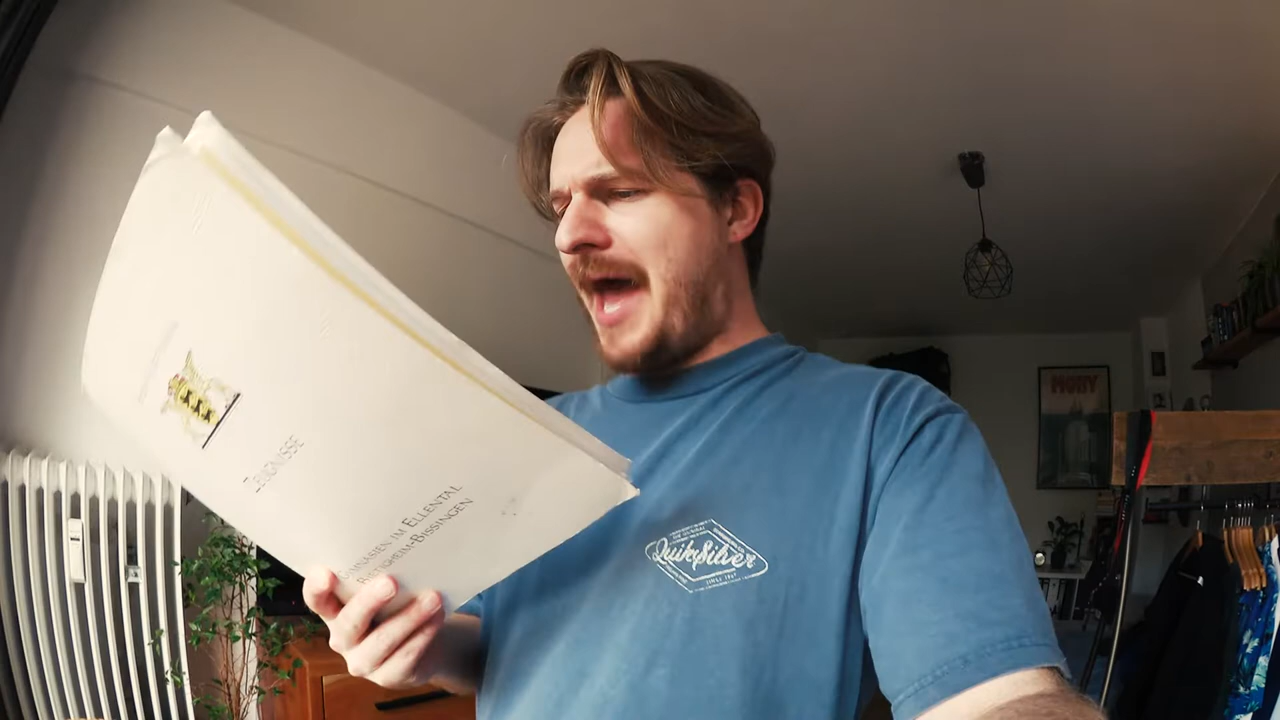 ZEUGNISSE
GYMNASIEN IM ELLENTAL
BIETIGHEIM-BISSINGEN
QuikSilver
MOBY